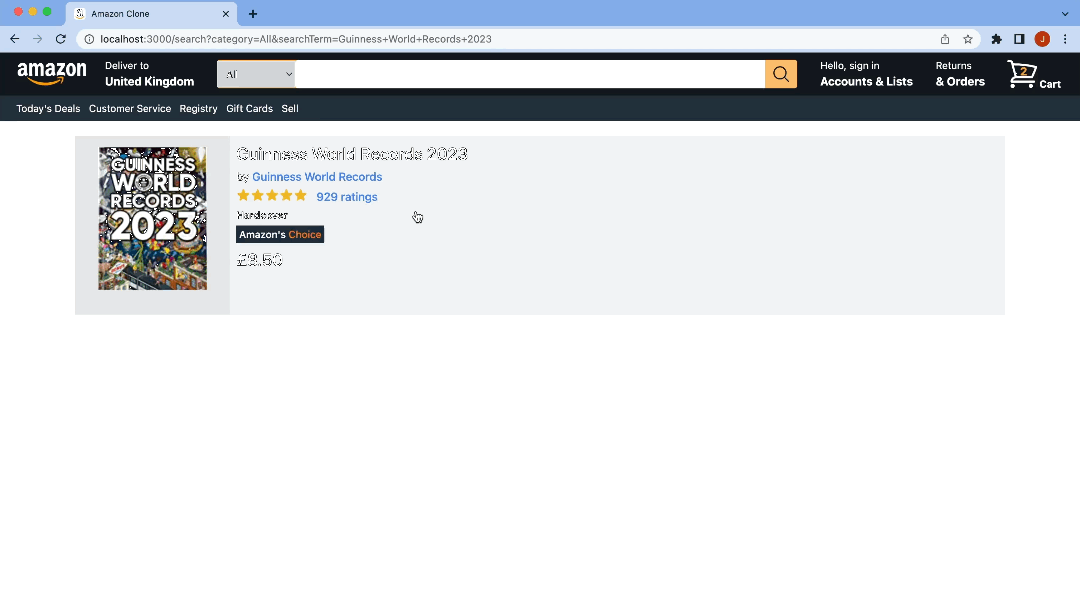 Amazon Clone
localhost:3000/search?category=All&searchTerm=Guinness+World+Records+2023
J
amazon
Deliver to
United Kingdom
All
Hello, sign in
Accounts & Lists
Returns
& Orders
2
Cart
Today's Deals Customer Service Registry Gift Cards Sell
GUINNESS
WORLD
RECORDS
2023
Guinness World Records 2023
by Guinness World Records
929 ratings
Hardcover
Amazon's Choice
£9.50